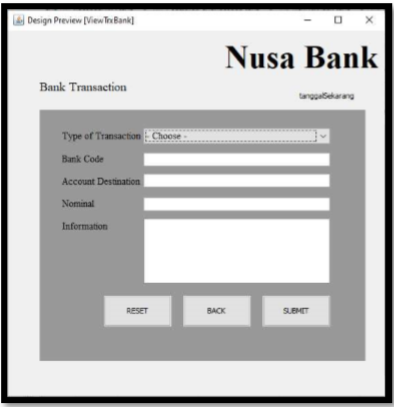 Design Preview [ViewTrxBank]
Nusa Bank
Bank Transaction
tanggalSekarang
Type of Transaction - Choose -
Bank Code
Account Destination
Nominal
Information
RESET BACK SUBMIT